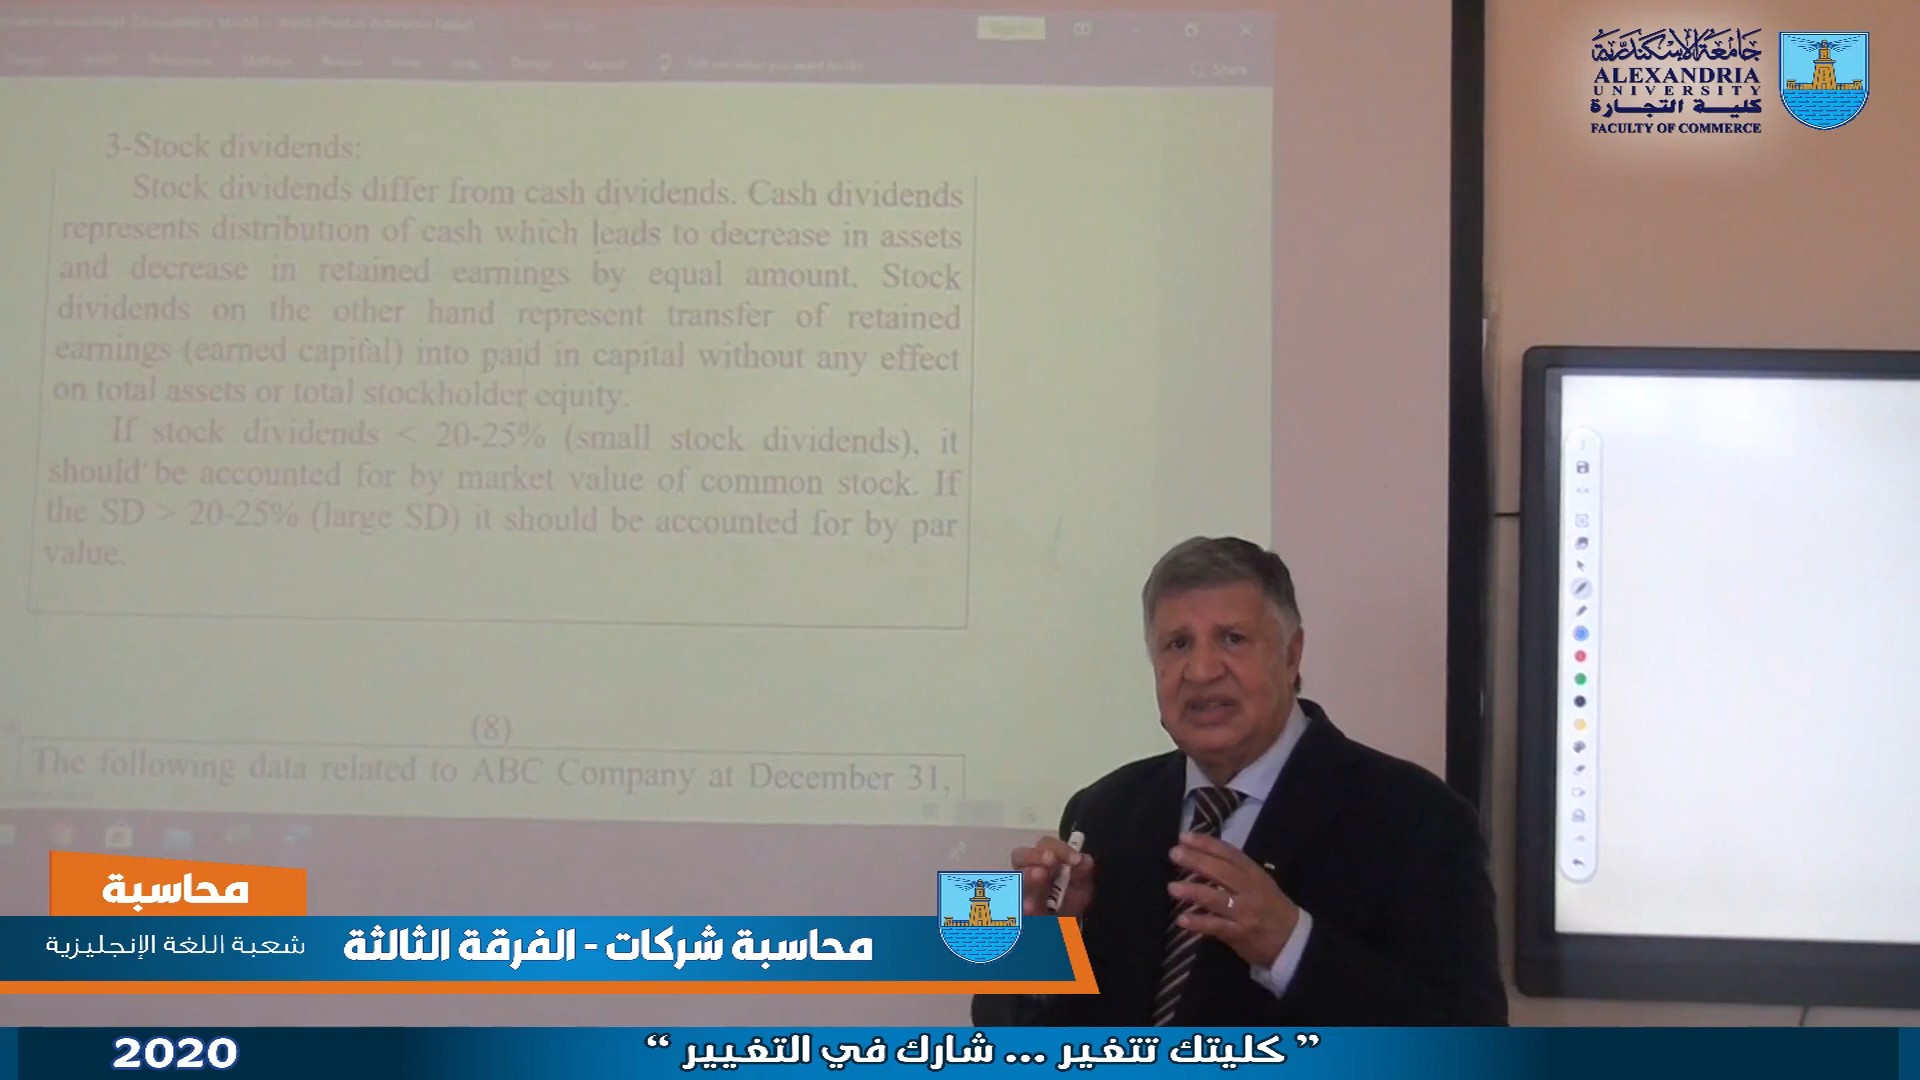 Share
جامعة الإسكندرية
ALEXANDRIA
UNIVERSITY
كلية التجارة
FACULTY OF COMMERCE
3-Stock dividends:
Stock dividends differ from cash dividends. Cash dividends
represents distribution of cash which leads to decrease in assets
and decrease in retained earnings by equal amount. Stock
dividends on the other hand represent transfer of retained
earnings (earned capital) into paid in capital without any effect
on total assets or total stockholder equity.
If stock dividends < 20-25% (small stock dividends), it
should be accounted for by market value of common stock. If
the SD > 20-25% (large SD) it should be accounted for by par
value.
(8)
The following data related to ABC Company at December 31,
محاسبة
محاسبة شركات - الفرقة الثالثة
شعبة اللغة الإنجليزية
” كليتك تتغير ... شارك في التغيير “
2020